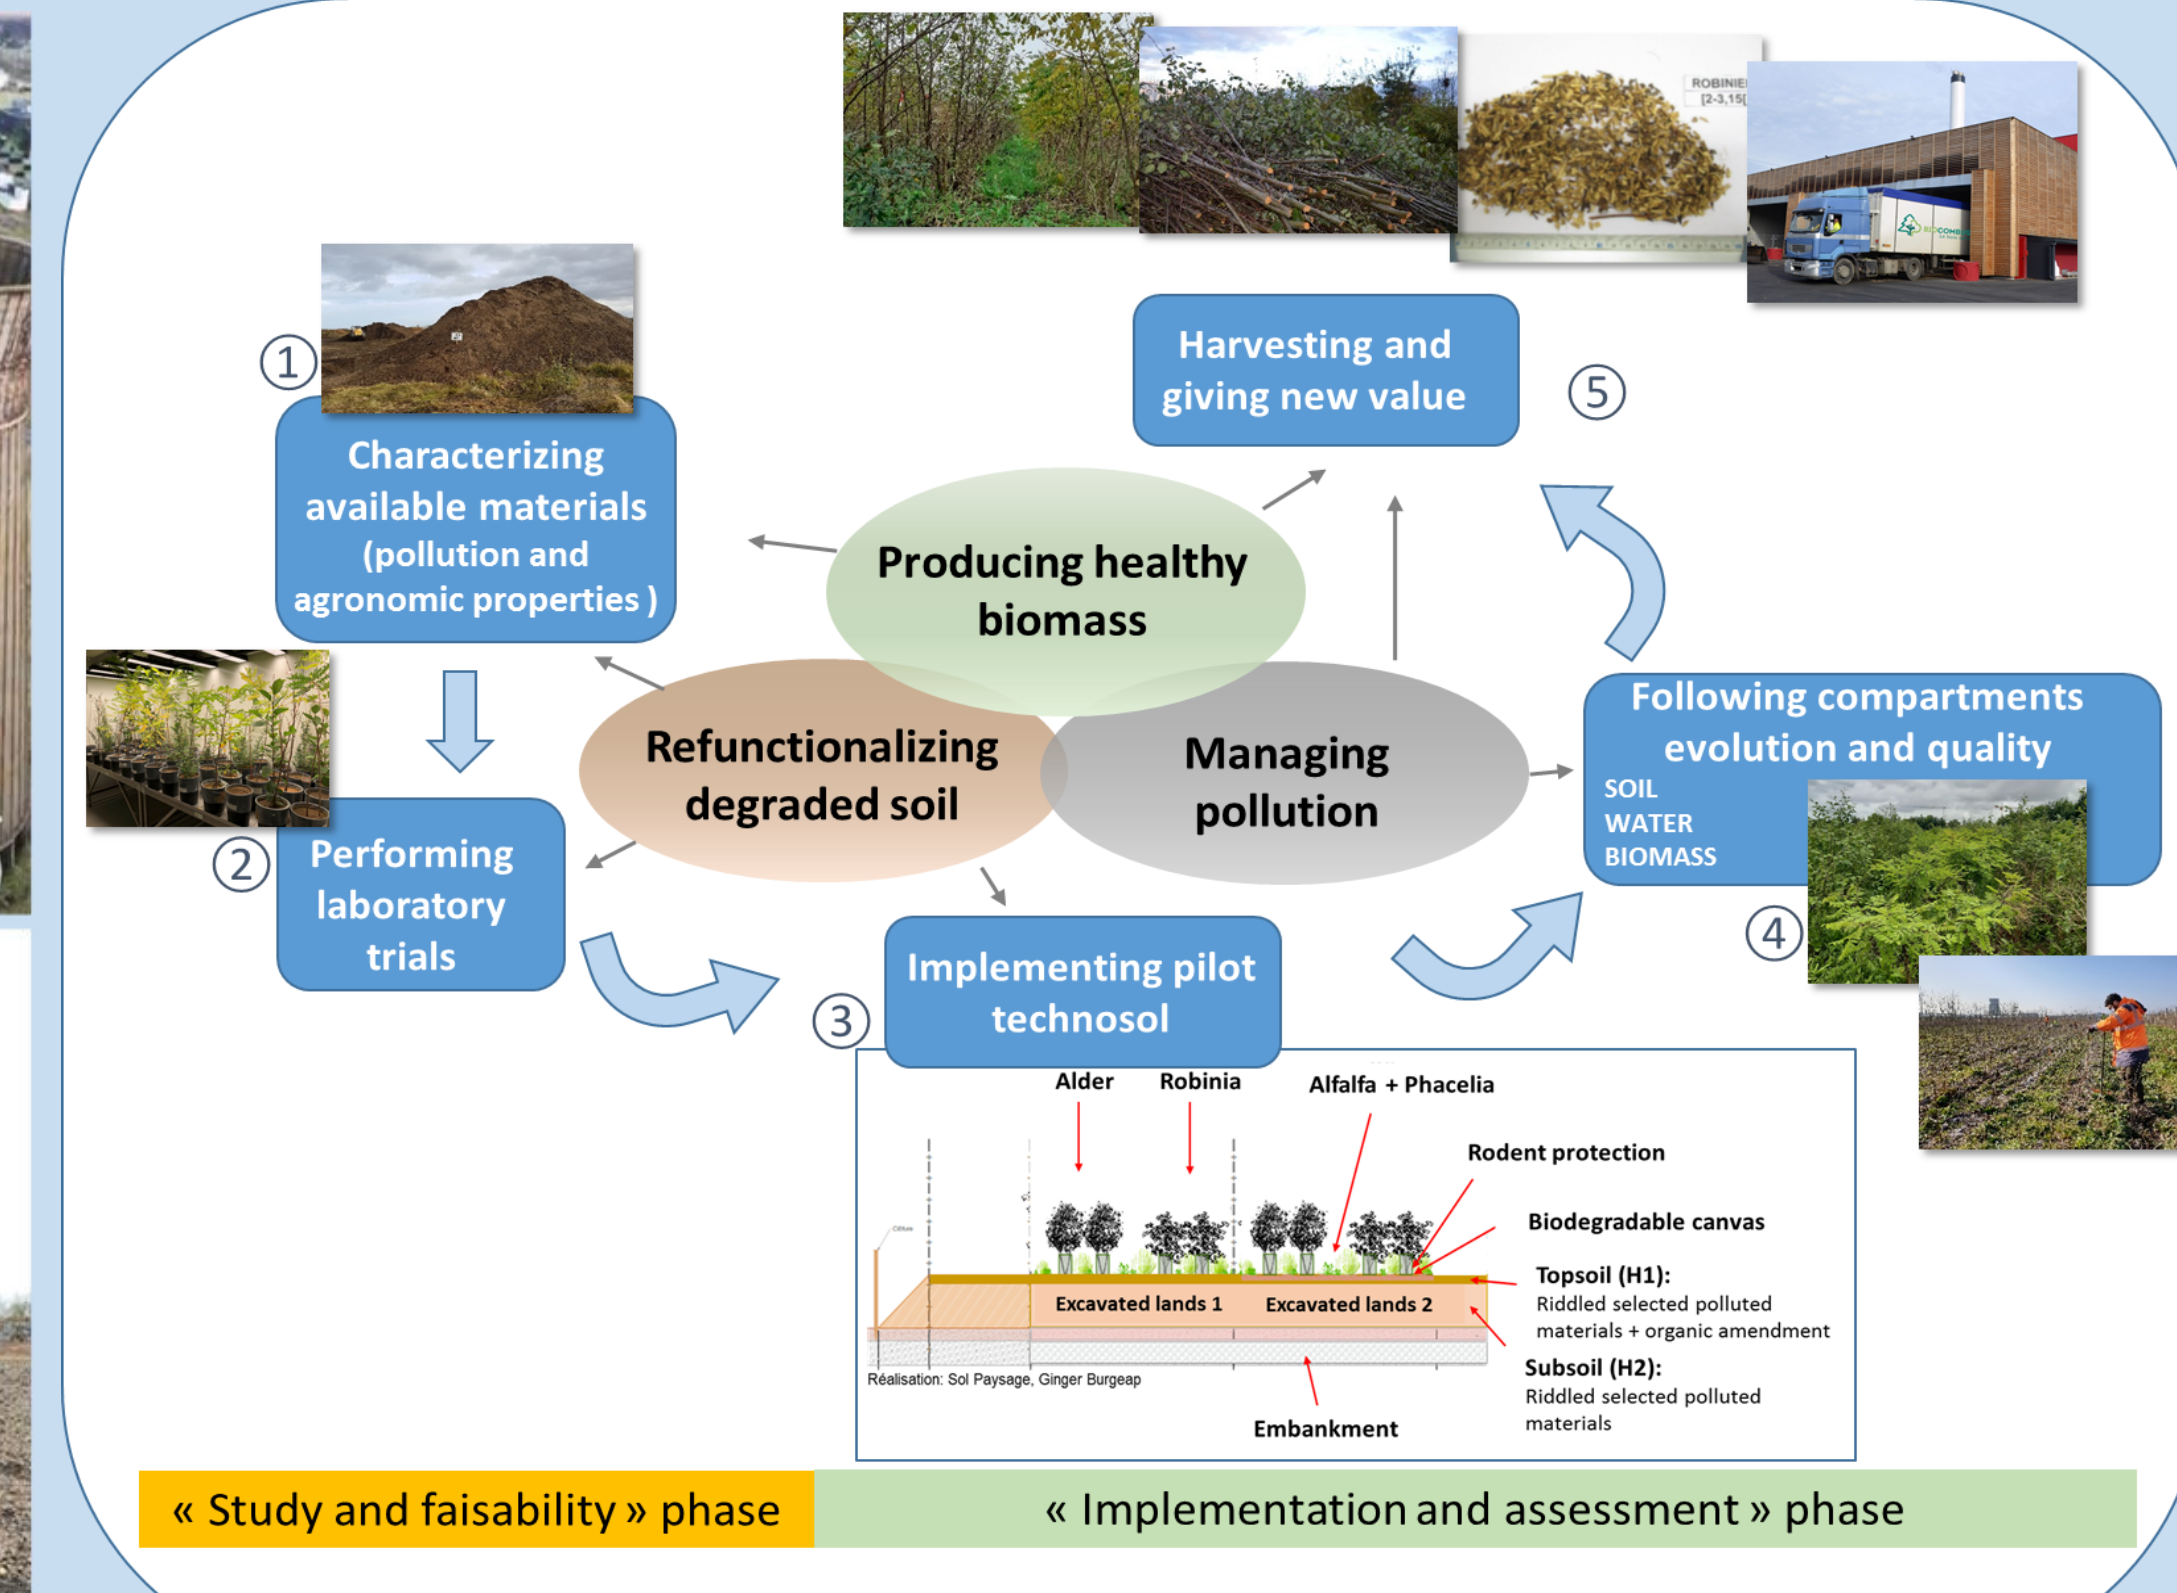 ①
Characterizing
available materials
(pollution and
agronomic properties )
②
Performing
laboratory
trials
Producing healthy
biomass
Refunctionalizing
degraded soil
Managing
pollution
ROBINIE
[2-3,15[
Harvesting and
giving new value
⑤
Following compartments
evolution and quality
SOIL
WATER
BIOMASS
④
③
Implementing pilot
technosol
Alder
Robinia
Alfalfa + Phacelia
Rodent protection
Biodegradable canvas
Topsoil (H1):
Riddled selected polluted
materials + organic amendment
Subsoil (H2):
Riddled selected polluted
materials
Excavated lands 1
Excavated lands 2
Réalisation: Sol Paysage, Ginger Burgeap
Embankment
« Study and faisability » phase
« Implementation and assessment » phase